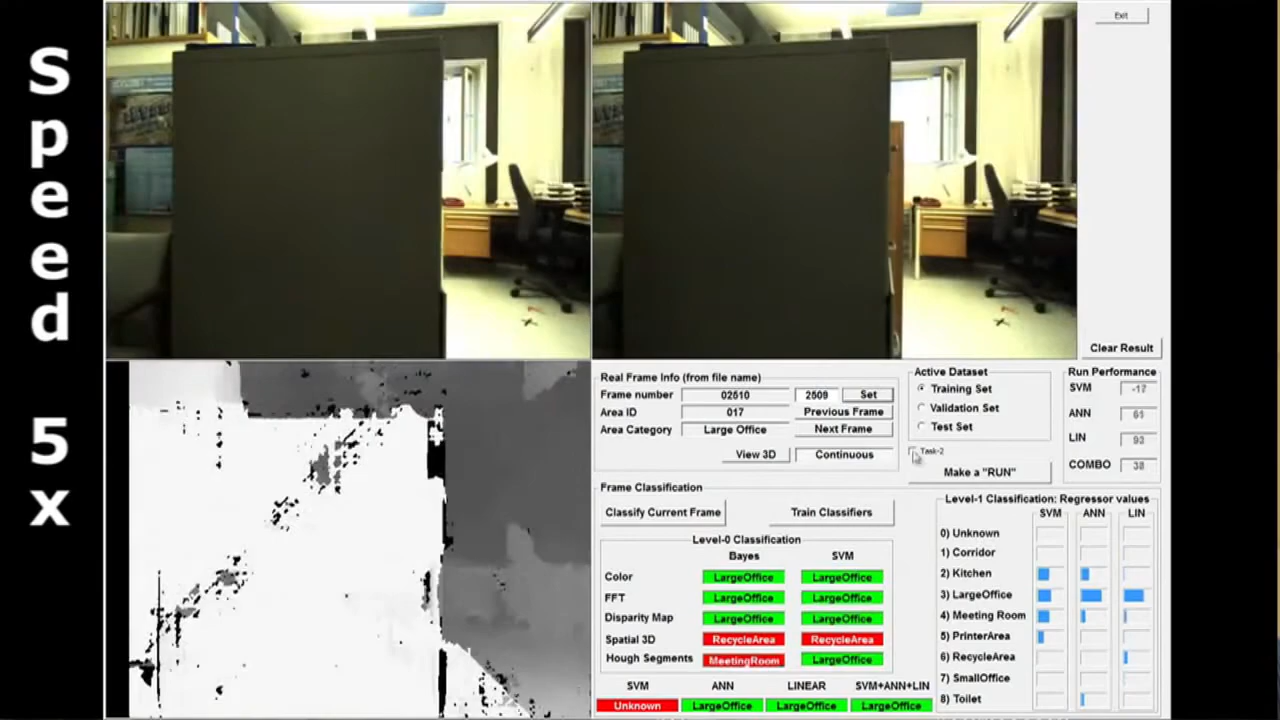 Speed 5x
Exit
Clear Result
Real Frame Info (from file name)
Frame number 02510 2509 Set
Area ID 017 Previous Frame
Area Category Large Office Next Frame
View 3D Continuous
Active Dataset
Training Set
Validation Set
Test Set
Task-2
Make a "RUN"
Run Performance
SVM -17
ANN 61
LIN
COMBO 38
Frame Classification
Classify Current Frame Train Classifiers
Level-0 Classification
Bayes SVM
Color LargeOffice LargeOffice
FFT LargeOffice LargeOffice
Disparity Map LargeOffice LargeOffice
Spatial 3D RecycleArea RecycleArea
Hough Segments MeetingRoom LargeOffice
SVM ANN LINEAR SVM+ANN+LIN
Unknown LargeOffice LargeOffice LargeOffice
Level-1 Classification: Regressor values
SVM ANN LIN
0) Unknown
1) Corridor
2) Kitchen
3) LargeOffice
4) Meeting Room
5) PrinterArea
6) RecycleArea
7) SmallOffice
8) Toilet